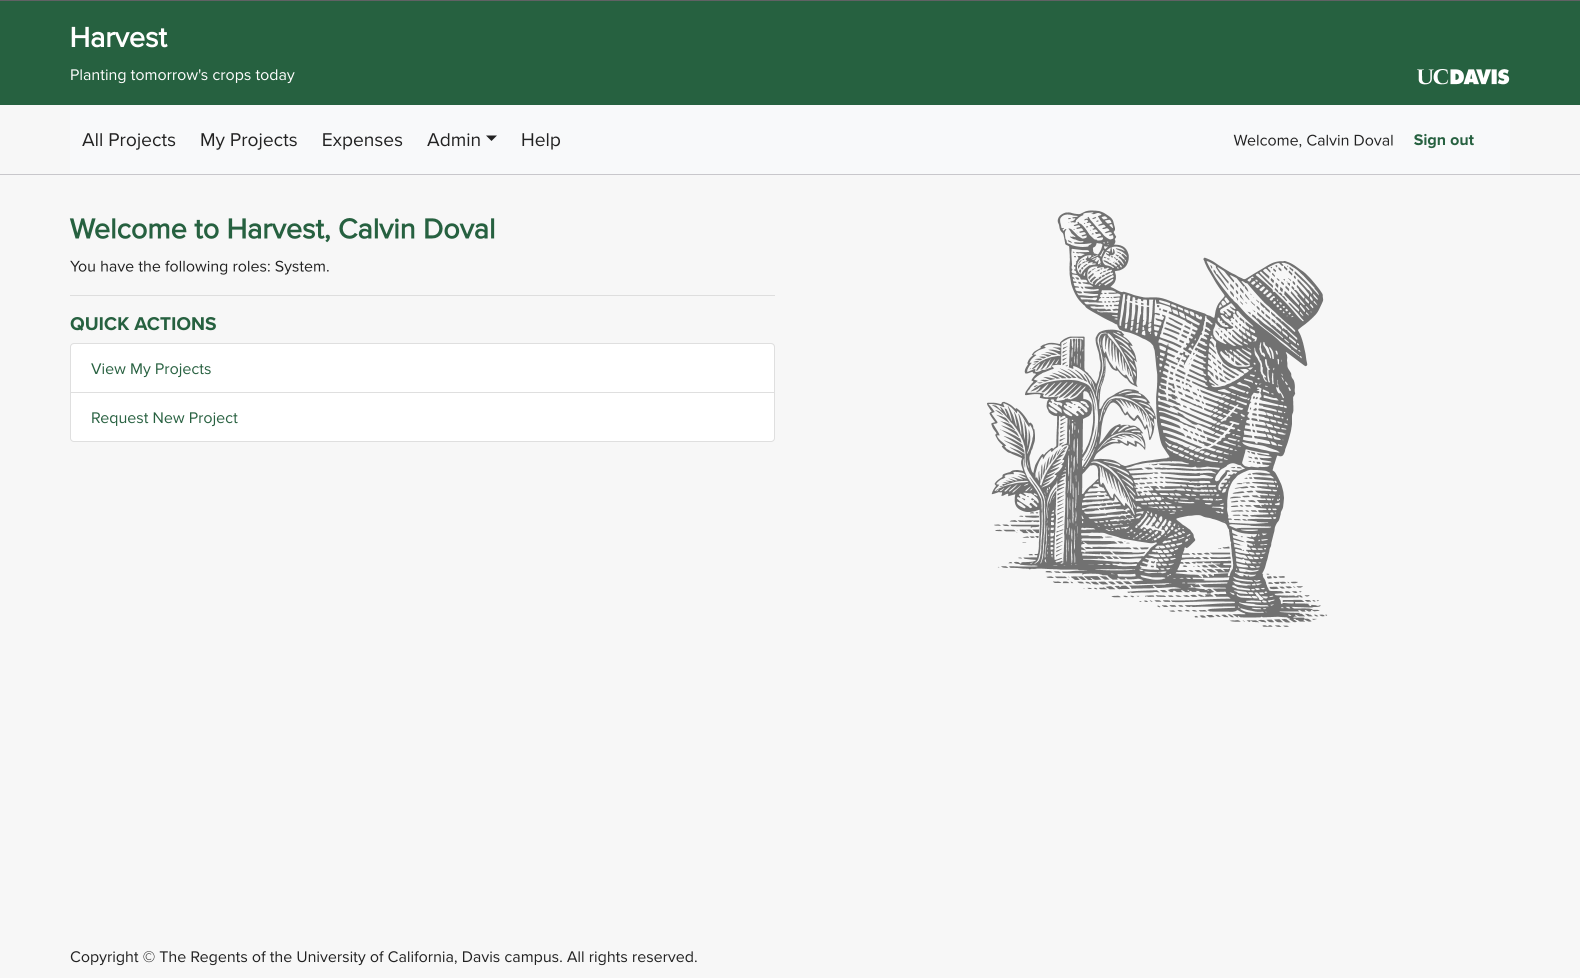 Harvest
Planting tomorrow's crops today
UCDAVIS
All Projects My Projects Expenses Admin Help
Welcome, Calvin Doval Sign out
Welcome to Harvest, Calvin Doval
You have the following roles: System.
QUICK ACTIONS
View My Projects
Request New Project
Copyright © The Regents of the University of California, Davis campus. All rights reserved.